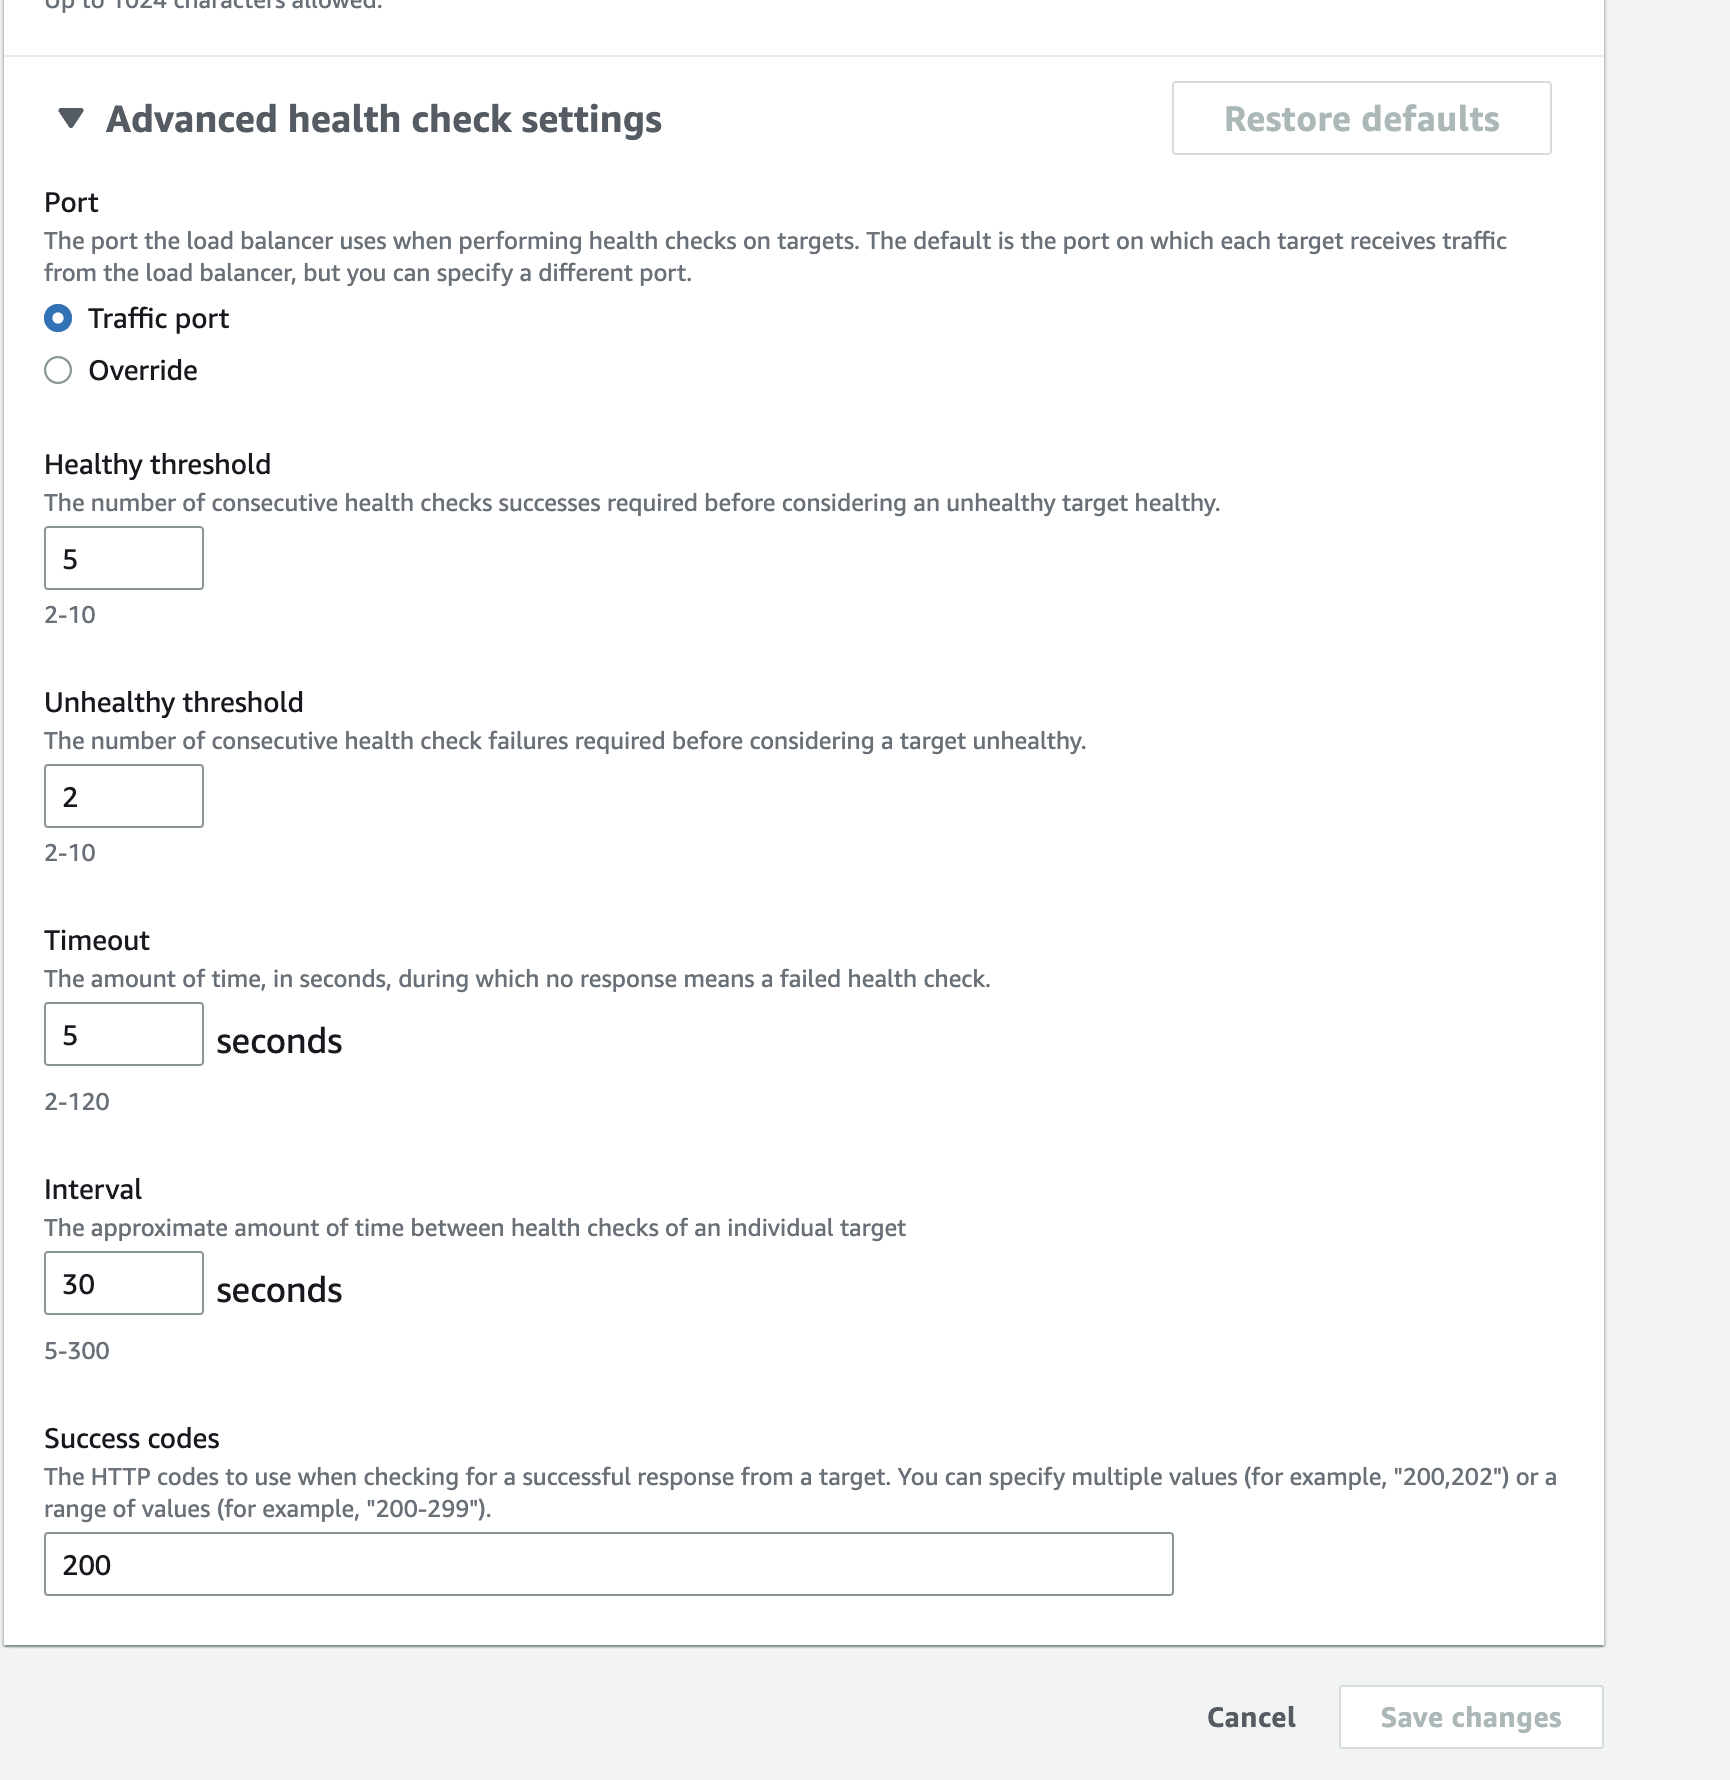 Up to 1024 characters allowed.
Advanced health check settings
Restore defaults
Port
The port the load balancer uses when performing health checks on targets. The default is the port on which each target receives traffic
from the load balancer, but you can specify a different port.
Traffic port
Override
Healthy threshold
The number of consecutive health checks successes required before considering an unhealthy target healthy.
5
2-10
Unhealthy threshold
The number of consecutive health check failures required before considering a target unhealthy.
2
2-10
Timeout
The amount of time, in seconds, during which no response means a failed health check.
5 seconds
2-120
Interval
The approximate amount of time between health checks of an individual target
30 seconds
5-300
Success codes
The HTTP codes to use when checking for a successful response from a target. You can specify multiple values (for example, "200,202") or a
range of values (for example, "200-299").
200
Cancel
Save changes